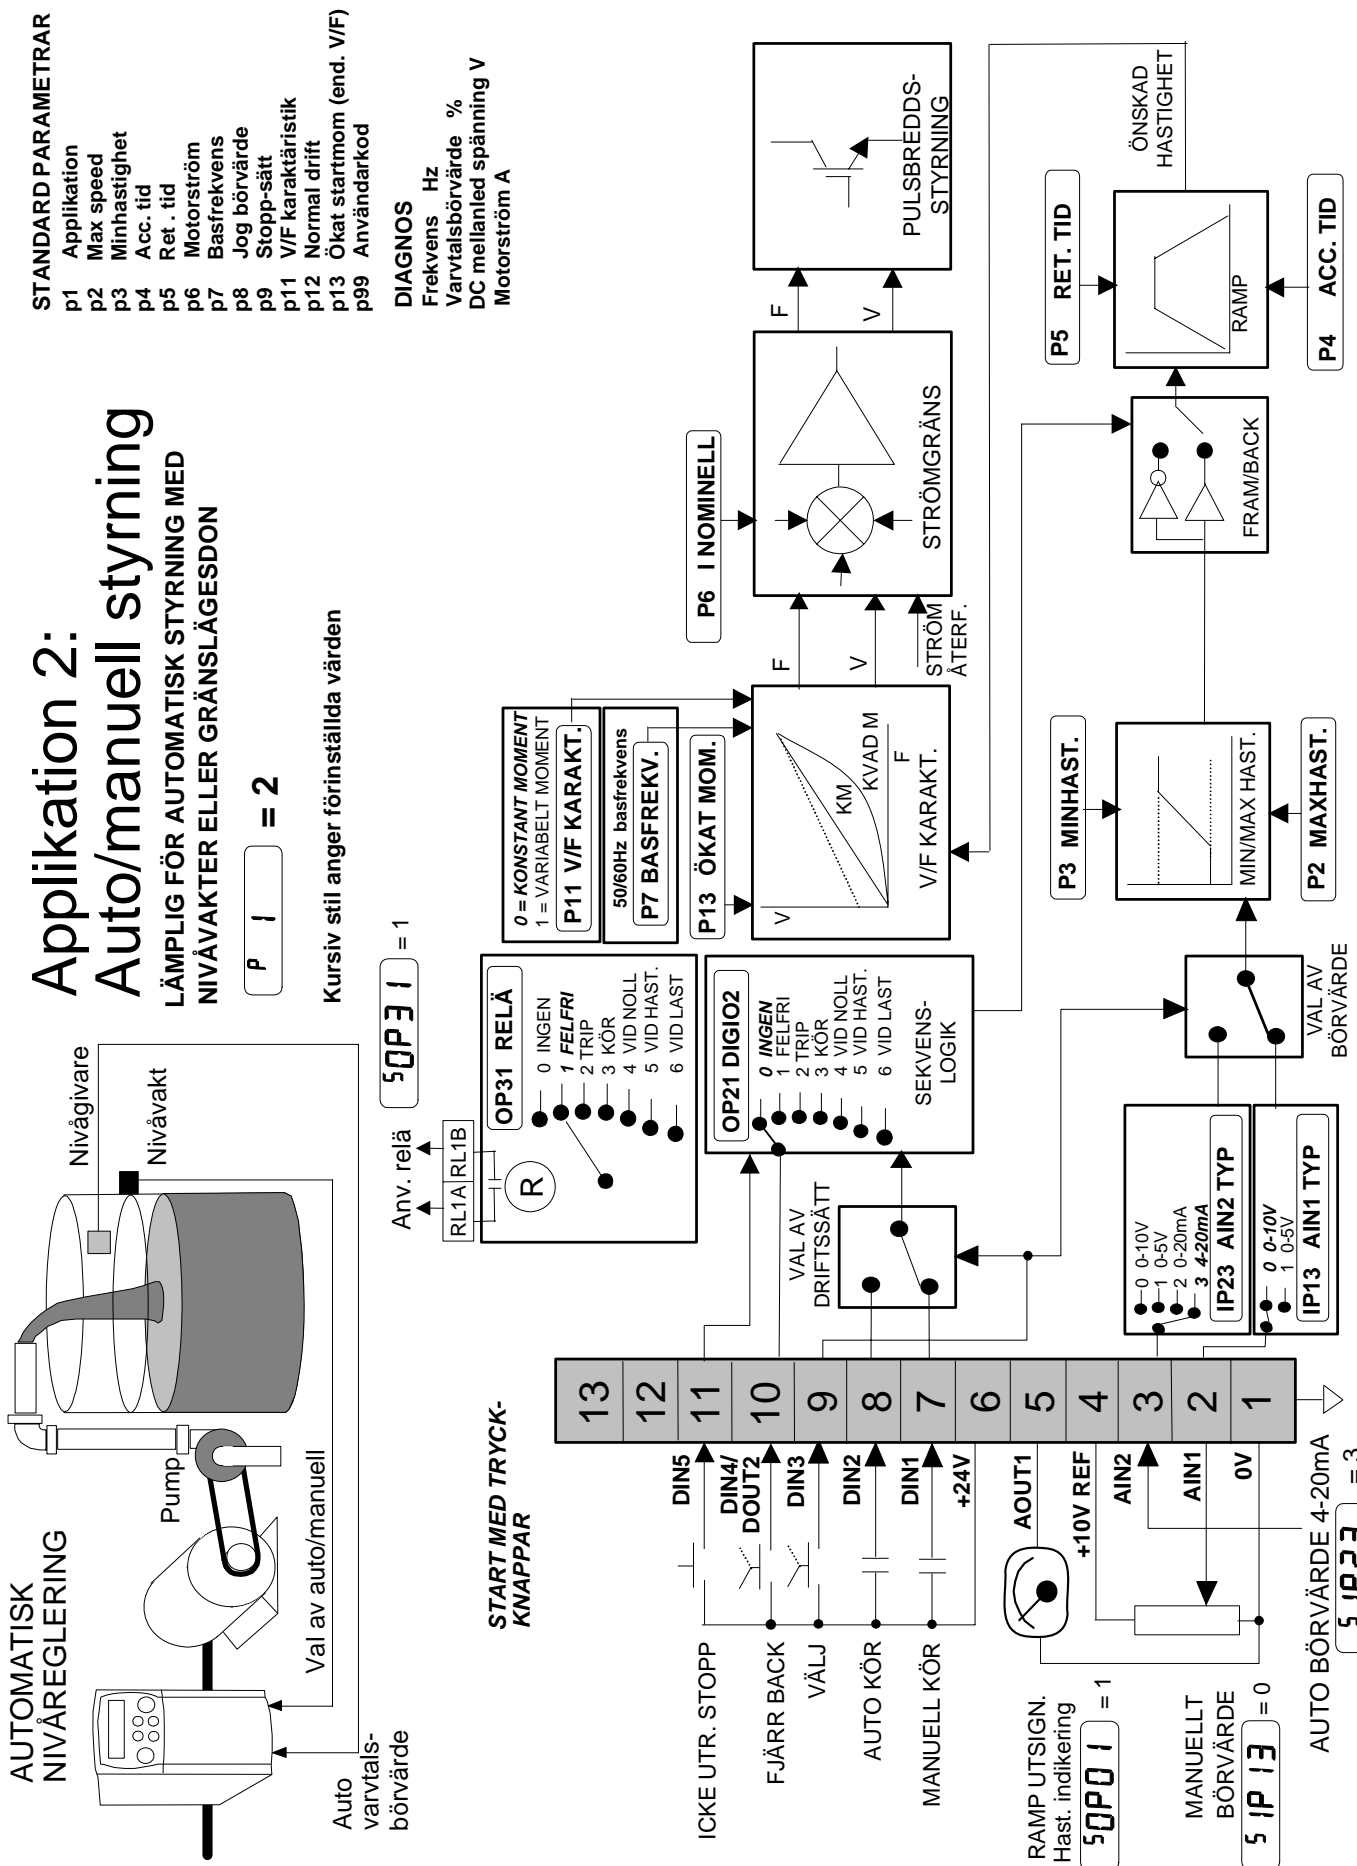 Applikation 2:
Auto/manuell styrning
LÄMPLIG FÖR AUTOMATISK STYRNING MED
NIVÅVAKTER ELLER GRÄNSLÄGESDON
P 1
= 2
Kursiv stil anger förinställda värden
STANDARD PARAMETRAR
p1 Applikation
p2 Max speed
p3 Minhastighet
p4 Acc. tid
p5 Ret . tid
p6 Motorström
p7 Basfrekvens
p8 Jog börvärde
p9 Stopp-sätt
p11 V/F karaktäristik
p12 Normal drift
p13 Ökat startmom (end. V/F)
p99 Användarkod
DIAGNOS
Frekvens Hz
Varvtalsbörvärde %
DC mellanled spänning V
Motorström A
AUTOMATISK
NIVÅREGLERING
Pump
Nivågivare
Nivåvakt
Val av auto/manuell
Auto
varvtals-
börvärde
START MED TRYCK-
KNAPPAR
ICKE UTR. STOPP
FJÄRR BACK
VÄLJ
AUTO KÖR
MANUELL KÖR
RAMP UTSIGN.
Hast. indikering
SOP01 = 1
MANUELLT
BÖRVÄRDE
SIP13 = 0
AUTO BÖRVÄRDE 4-20mA
SIP23 = 3
DIN5
DIN4/
DOUT2
DIN3
DIN2
DIN1
+24V
AOUT1
+10V REF
AIN2
AIN1
0V
13
12
11
10
9
8
7
6
5
4
3
2
1
Anv. relä
RL1A
RL1B
R
SOP31 = 1
OP31 RELÄ
0 INGEN
1 FELFRI
2 TRIP
3 KÖR
4 VID NOLL
5 VID HAST.
6 VID LAST
OP21 DIGIO2
0 INGEN
1 FELFRI
2 TRIP
3 KÖR
4 VID NOLL
5 VID HAST.
6 VID LAST
SEKVENS-
LOGIK
VAL AV
DRIFTSSÄTT
0 0-10V
1 0-5V
2 0-20mA
3 4-20mA
IP23 AIN2 TYP
0 0-10V
1 0-5V
IP13 AIN1 TYP
VAL AV
BÖRVÄRDE
0 = KONSTANT MOMENT
1 = VARIABELT MOMENT
P11 V/F KARAKT.
50/60Hz basfrekvens
P7 BASFREKV.
P13 ÖKAT MOM.
V
KM
KVAD M
F
V/F KARAKT.
F
V
STRÖM
ÅTERF.
P6 I NOMINELL
STRÖMGRÄNS
F
V
PULSBREDDS-
STYRNING
P3 MINHAST.
MIN/MAX HAST.
P2 MAXHAST.
FRAM/BACK
P5 RET. TID
RAMP
P4 ACC. TID
ÖNSKAD
HASTIGHET